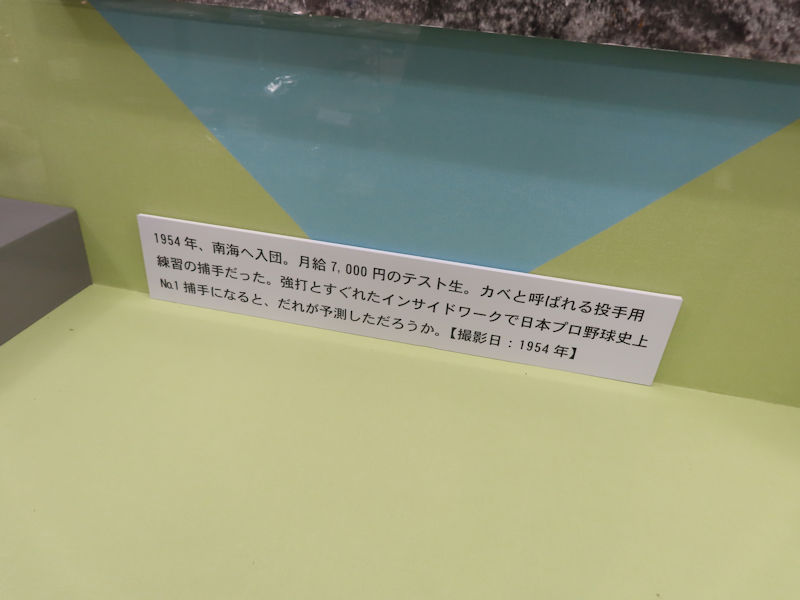 1954年、南海へ入団。月給7,000円のテスト生。カベと呼ばれる投手用
練習の捕手だった。強打とすぐれたインサイドワークで日本プロ野球史上
№1捕手になると、だれが予測しただろうか。【撮影日：1954年】